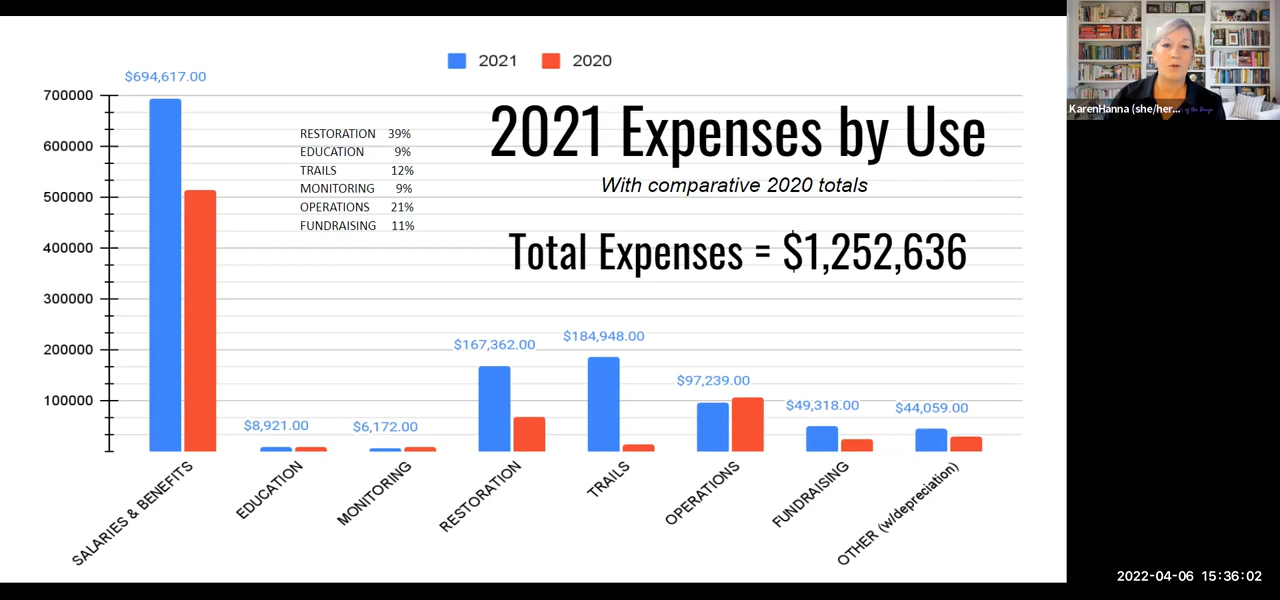 2021 2020
2021 Expenses by Use
With comparative 2020 totals
Total Expenses = $1,252,636
RESTORATION 39%
EDUCATION 9%
TRAILS 12%
MONITORING 9%
OPERATIONS 21%
FUNDRAISING 11%
700000
600000
500000
400000
300000
200000
100000
$694,617.00
$8,921.00
$6,172.00
$167,362.00
$184,948.00
$97,239.00
$49,318.00
$44,059.00
SALARIES & BENEFITS
EDUCATION
MONITORING
RESTORATION
TRAILS
OPERATIONS
FUNDRAISING
OTHER (w/depreciation)
KarenHanna (she/her...
2022-04-06 15:36:02